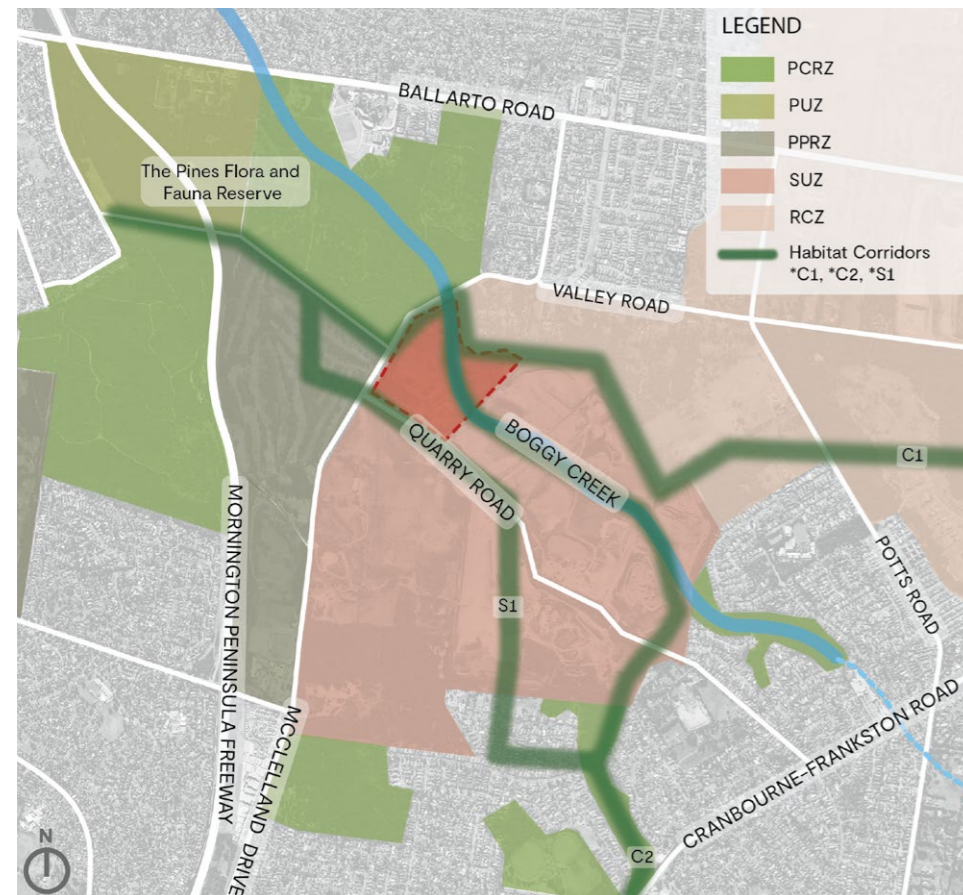 LEGEND
PCRZ
PUZ
PPRZ
SUZ
RCZ
Habitat Corridors
*C1, *C2, *S1
BALLARTO ROAD
The Pines Flora and
Fauna Reserve
VALLEY ROAD
QUARRY ROAD
BOGGY CREEK
C1
POTTS ROAD
S1
MORNINGTON PENINSULA FREEWAY
MCCLELLAND DRIVE
CRANBOURNE-FRANKSTON ROAD
C2
N